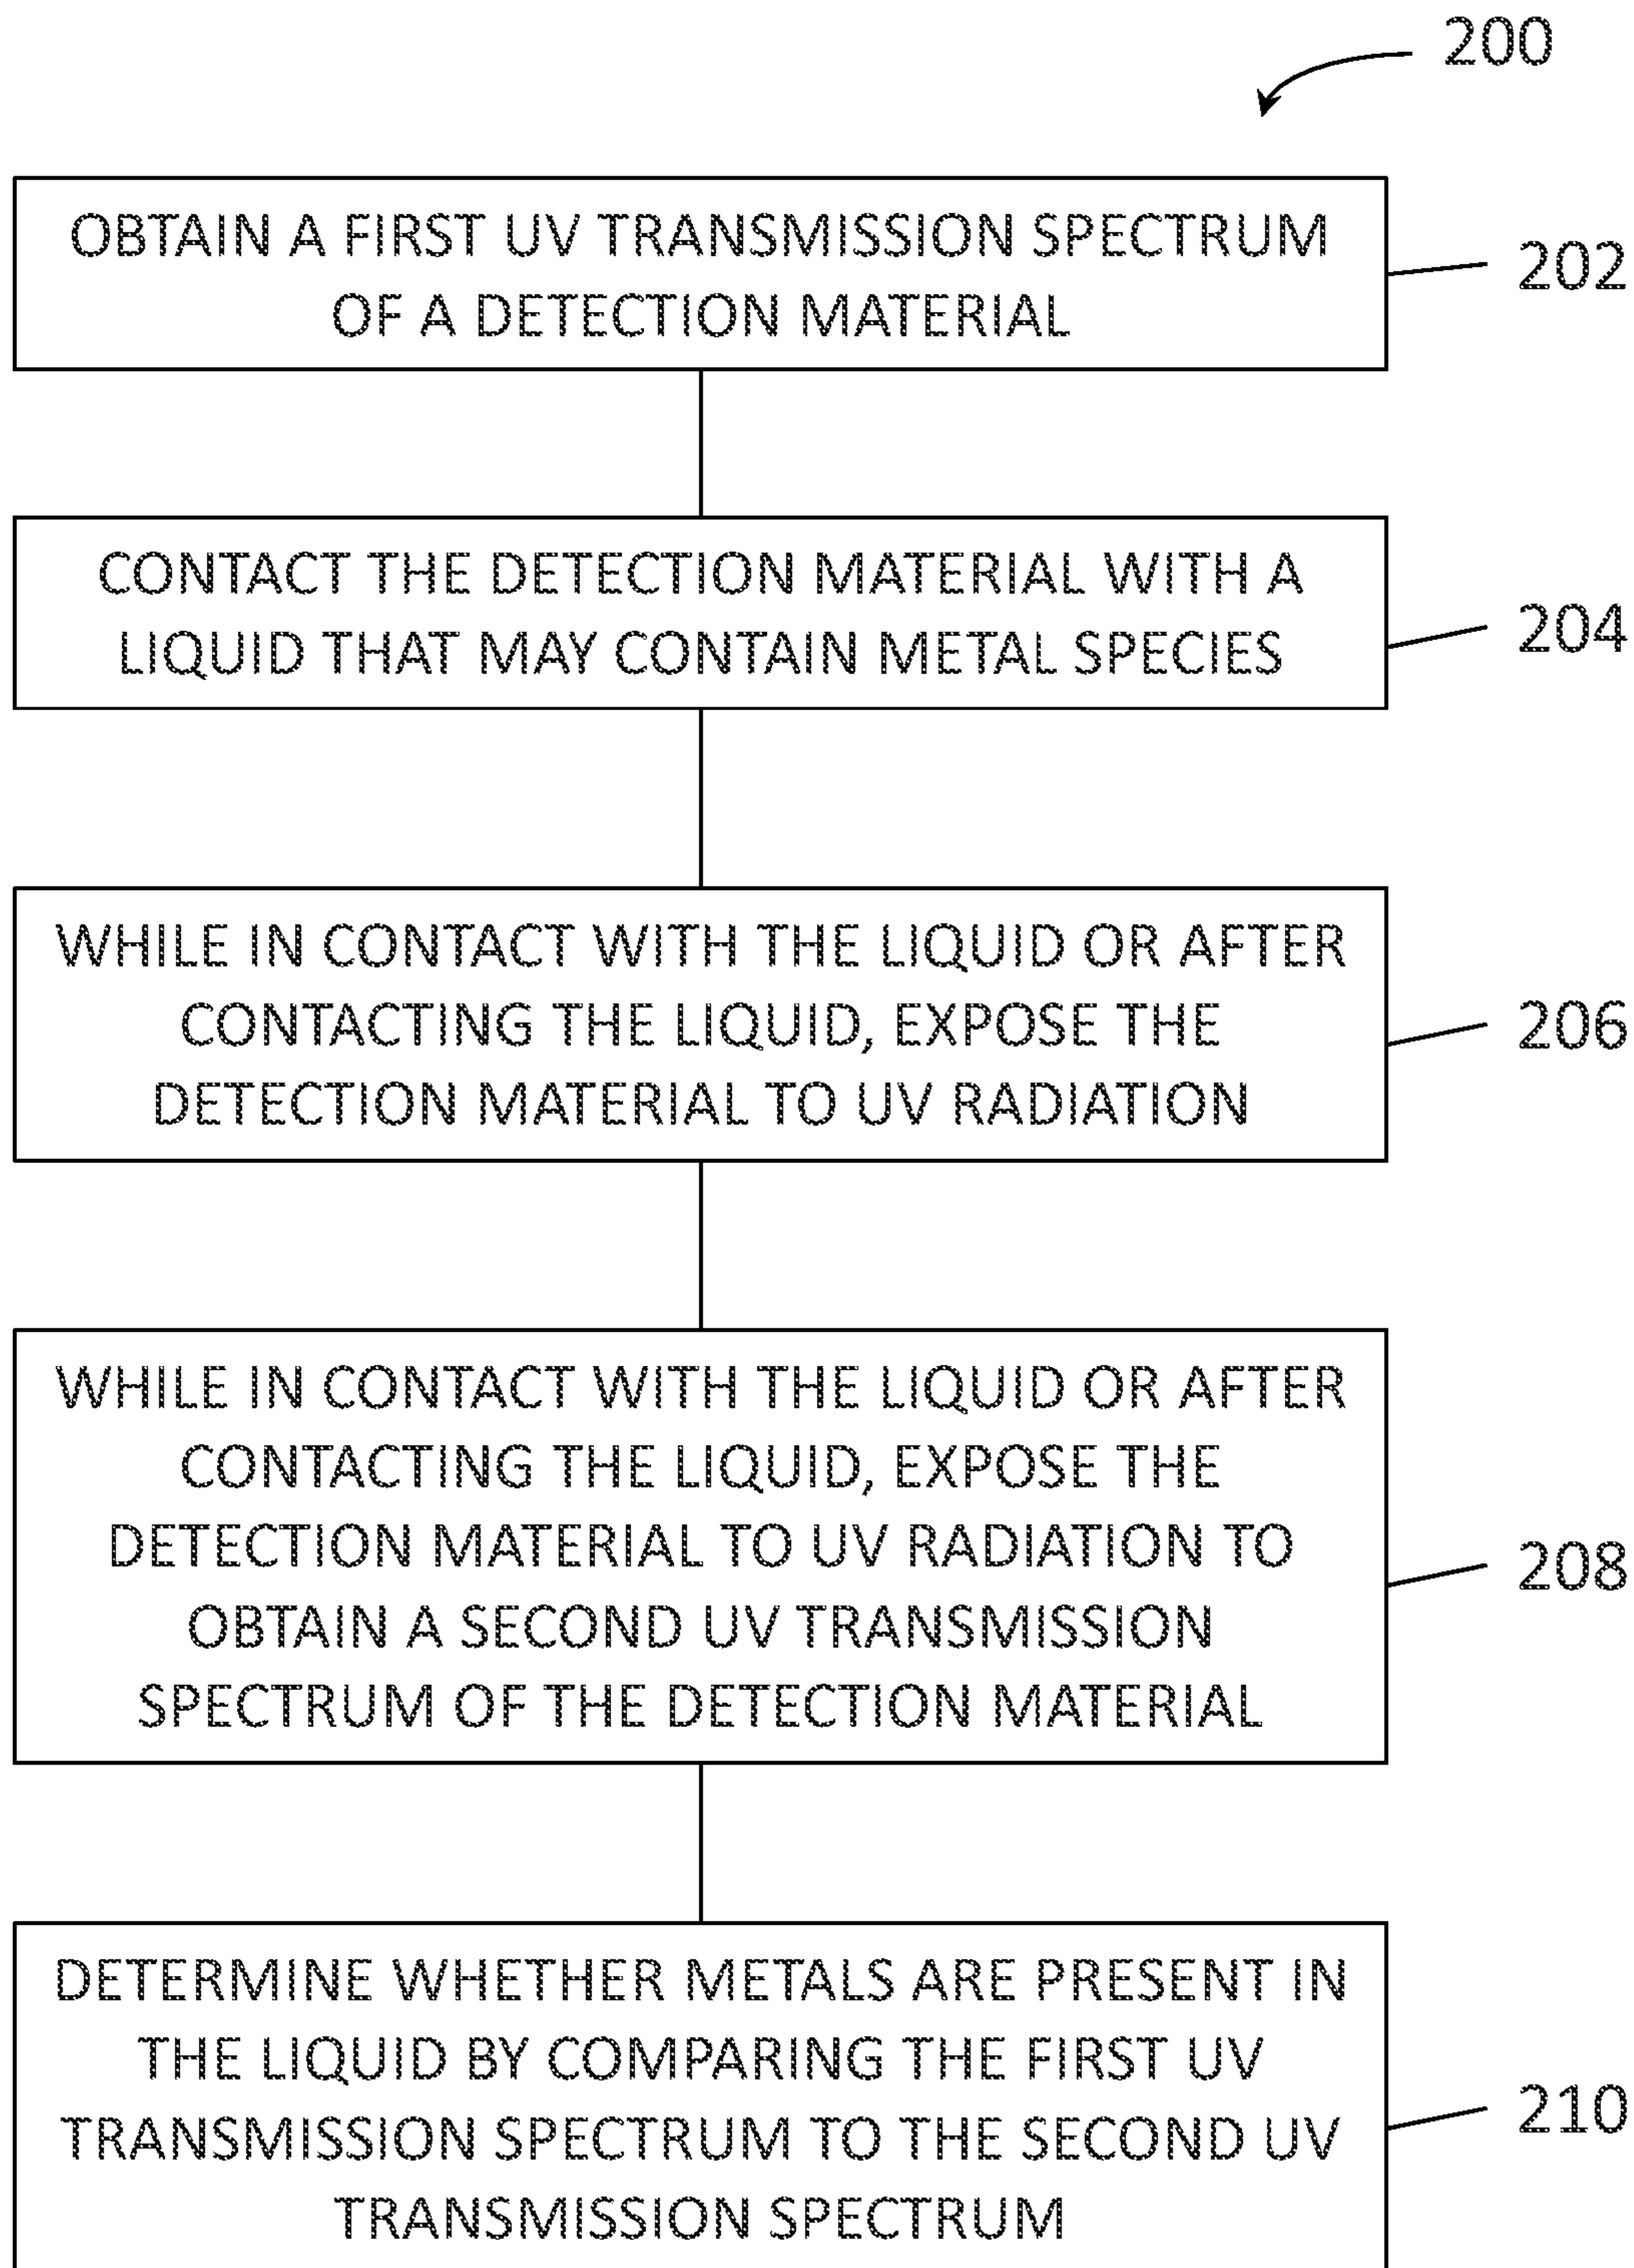 200
OBTAIN A FIRST UV TRANSMISSION SPECTRUM
OF A DETECTION MATERIAL
202
CONTACT THE DETECTION MATERIAL WITH A
LIQUID THAT MAY CONTAIN METAL SPECIES
204
WHILE IN CONTACT WITH THE LIQUID OR AFTER
CONTACTING THE LIQUID, EXPOSE THE
DETECTION MATERIAL TO UV RADIATION
206
WHILE IN CONTACT WITH THE LIQUID OR AFTER
CONTACTING THE LIQUID, EXPOSE THE
DETECTION MATERIAL TO UV RADIATION TO
OBTAIN A SECOND UV TRANSMISSION
SPECTRUM OF THE DETECTION MATERIAL
208
DETERMINE WHETHER METALS ARE PRESENT IN
THE LIQUID BY COMPARING THE FIRST UV
TRANSMISSION SPECTRUM TO THE SECOND UV
TRANSMISSION SPECTRUM
210